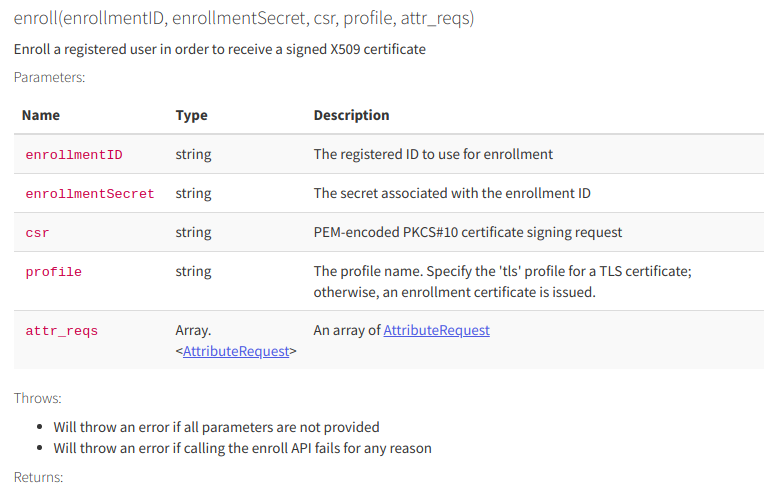 enroll(enrollmentID, enrollmentSecret, csr, profile, attr_reqs)
Enroll a registered user in order to receive a signed X509 certificate
Parameters:
Name Type Description
enrollmentID string The registered ID to use for enrollment
enrollmentSecret string The secret associated with the enrollment ID
csr string PEM-encoded PKCS#10 certificate signing request
profile string The profile name. Specify the 'tls' profile for a TLS certificate;
otherwise, an enrollment certificate is issued.
attr_reqs Array. An array of AttributeRequest
<AttributeRequest>
Throws:
• Will throw an error if all parameters are not provided
• Will throw an error if calling the enroll API fails for any reason
Returns: